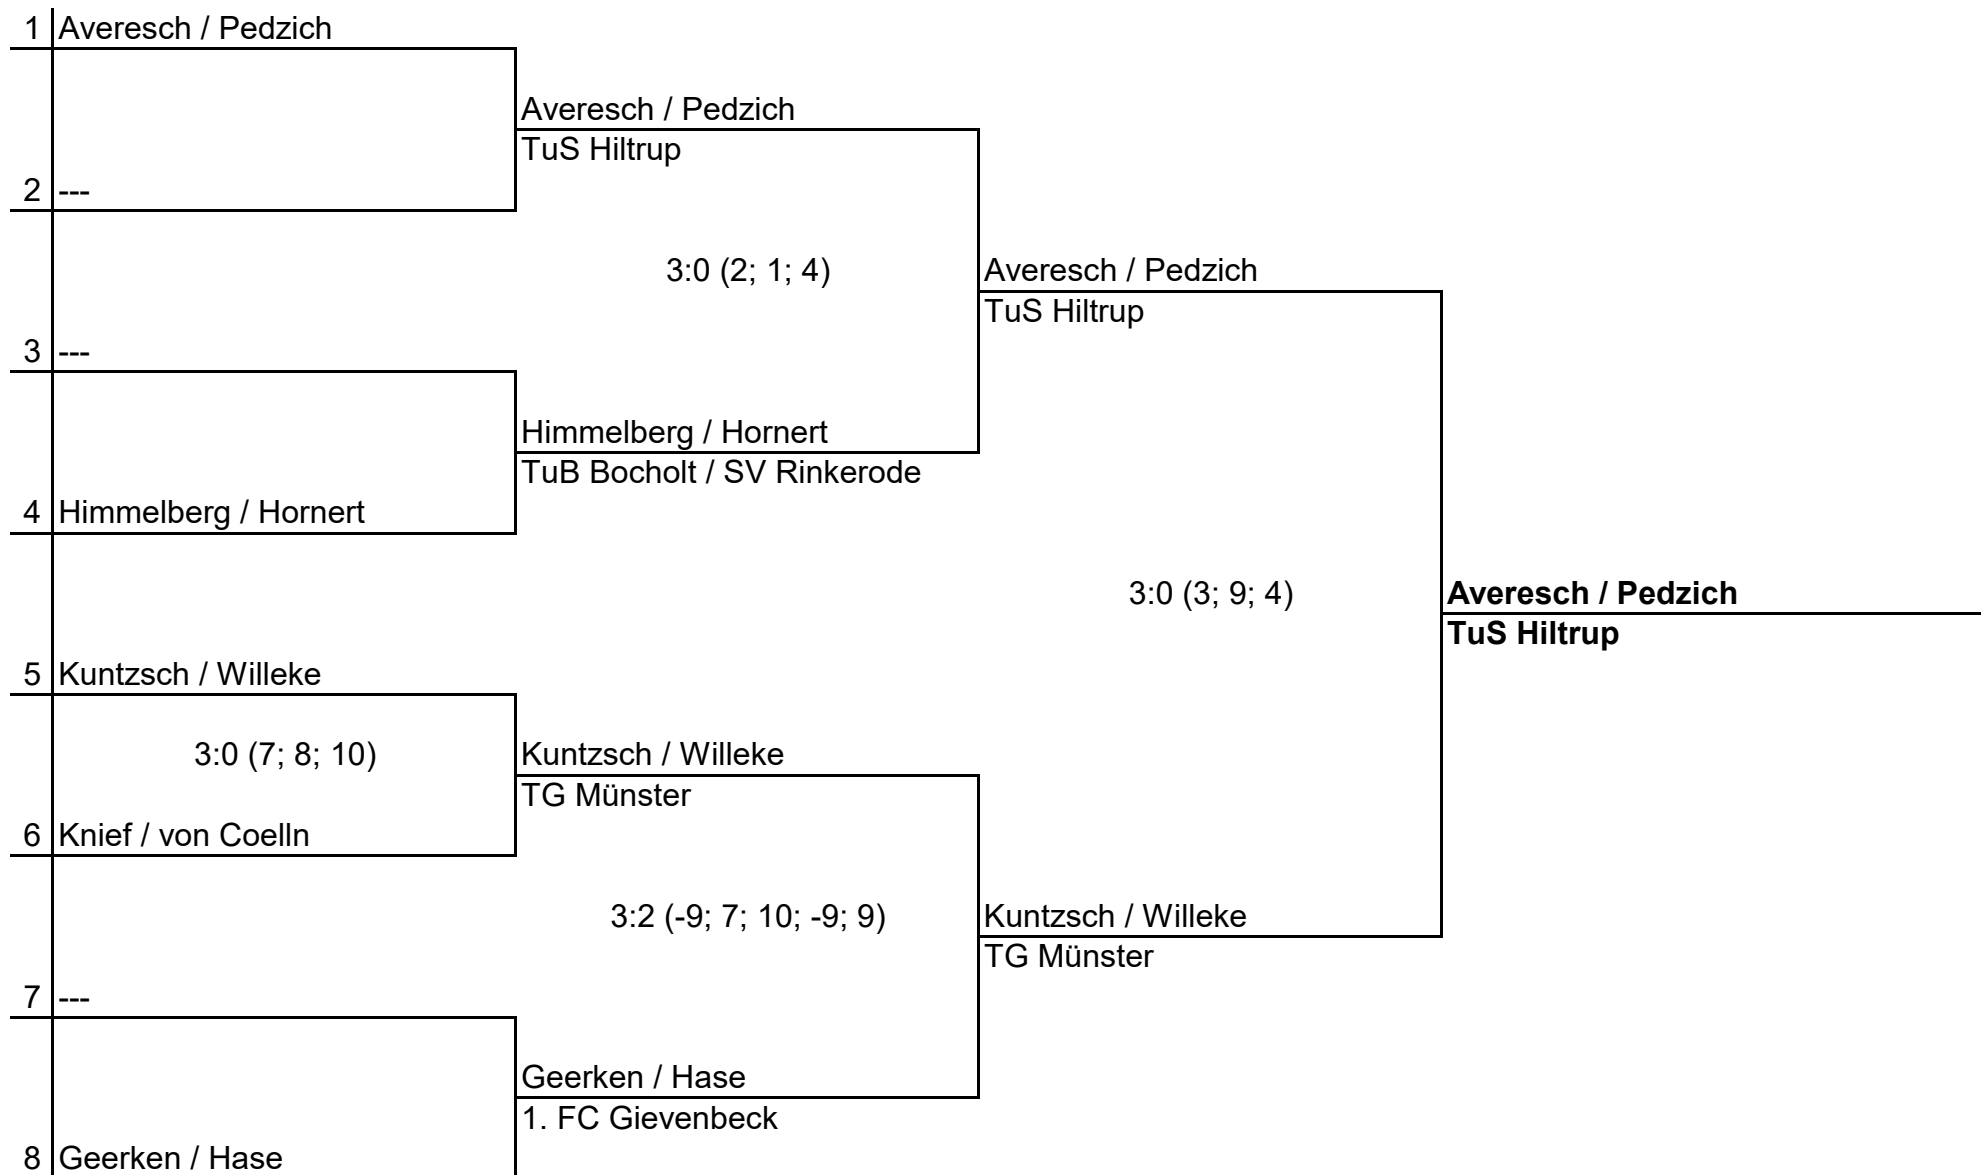 1 Averesch / Pedzich
Averesch / Pedzich
TuS Hiltrup
2 ---
3:0 (2; 1; 4)
Averesch / Pedzich
TuS Hiltrup
3 ---
Himmelberg / Hornert
TuB Bocholt / SV Rinkerode
4 Himmelberg / Hornert
3:0 (3; 9; 4)
Averesch / Pedzich
TuS Hiltrup
5 Kuntzsch / Willeke
3:0 (7; 8; 10)
Kuntzsch / Willeke
TG Münster
6 Knief / von Coelln
3:2 (-9; 7; 10; -9; 9)
Kuntzsch / Willeke
TG Münster
7 ---
Geerken / Hase
1. FC Gievenbeck
8 Geerken / Hase